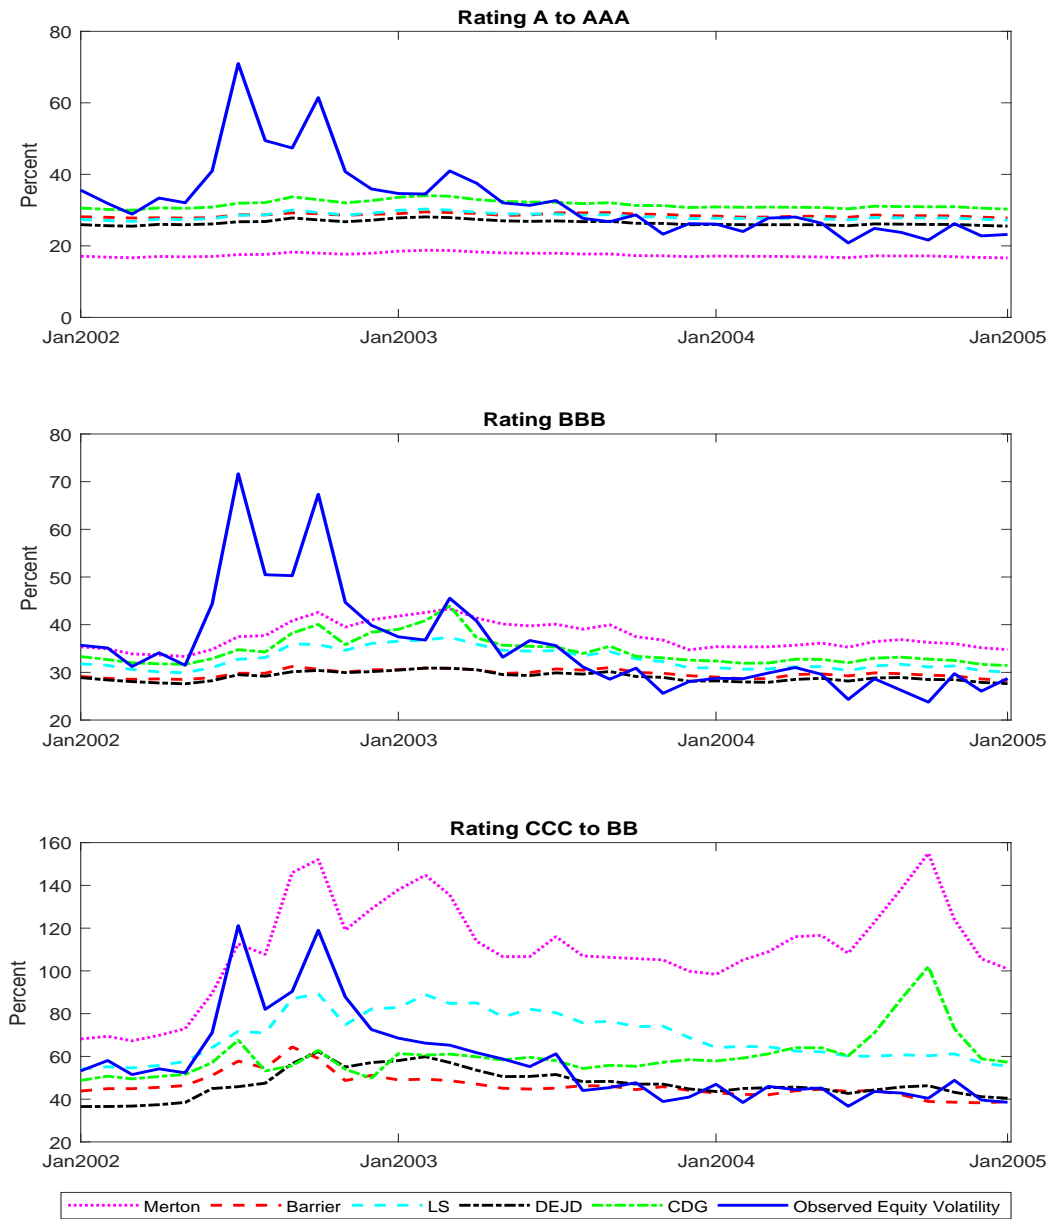 Rating A to AAA
80
60
40
20
0
Percent
Jan2002 Jan2003 Jan2004 Jan2005
Rating BBB
80
70
60
50
40
30
20
Percent
Jan2002 Jan2003 Jan2004 Jan2005
Rating CCC to BB
160
140
120
100
80
60
40
20
Percent
Jan2002 Jan2003 Jan2004 Jan2005
Merton Barrier LS DEJD CDG Observed Equity Volatility